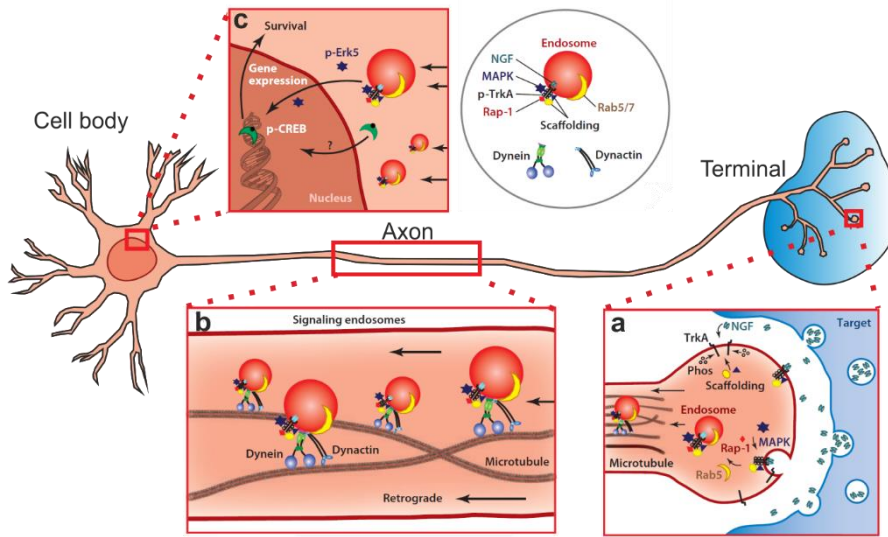 c
Survival
p-Erk5
Gene
expression
p-CREB
?
Nucleus
Endosome
NGF
MAPK
p-TrkA
Rap-1
Rab5/7
Scaffolding
Dynein
Dynactin
Cell body
Axon
Terminal
b
Signaling endosomes
Dynein
Dynactin
Microtubule
Retrograde
a
NGF
Target
TrkA
Phos
Scaffolding
Endosome
MAPK
Rap-1
Rab5
Microtubule